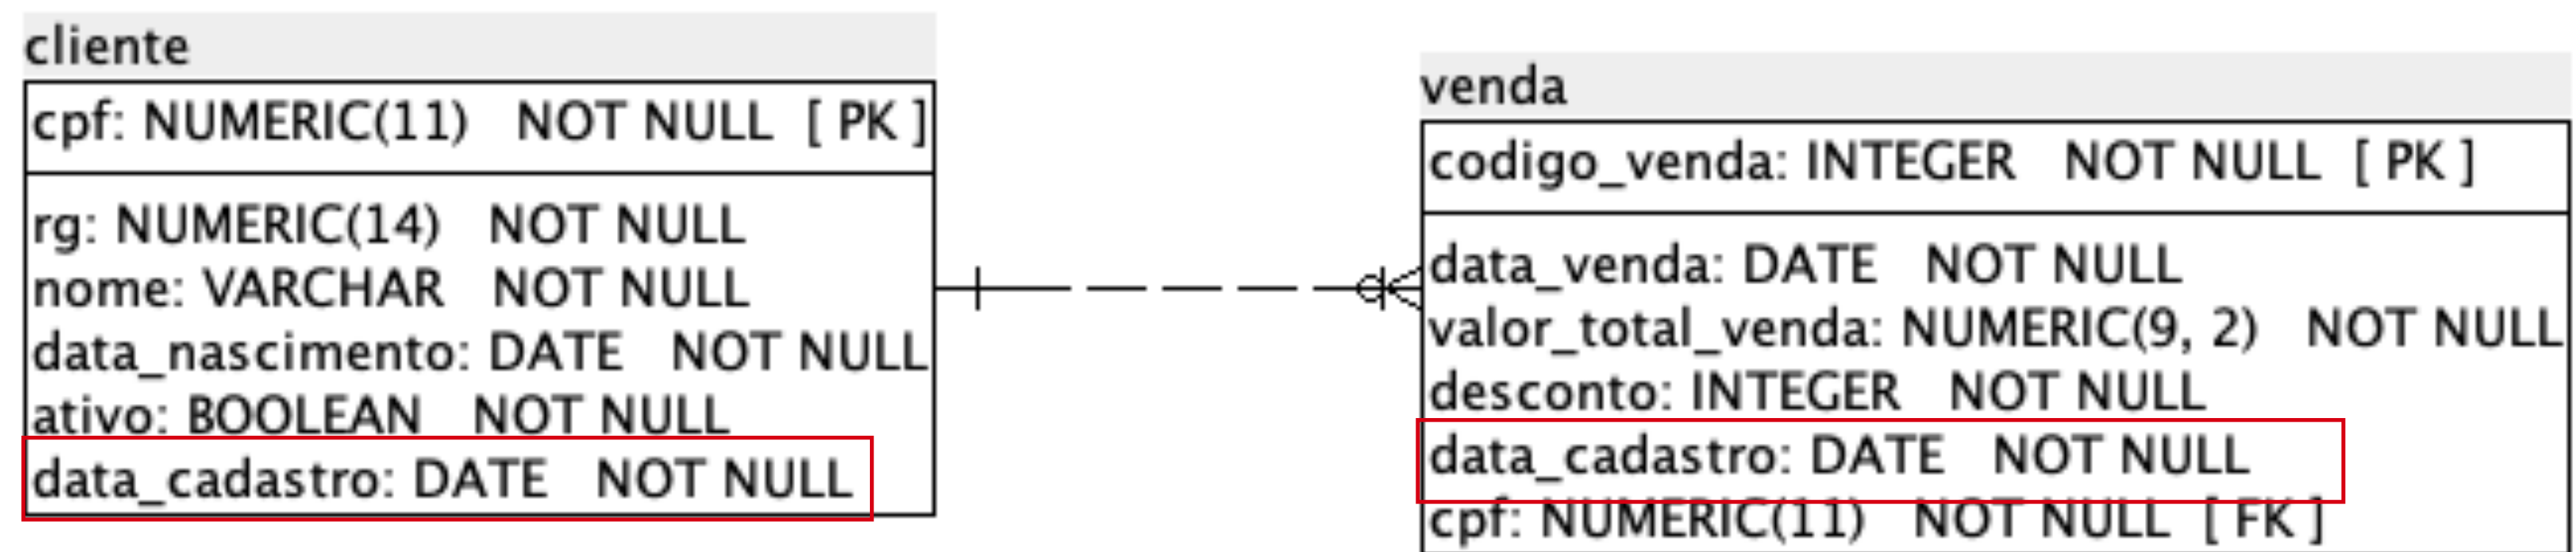 cliente
cpf: NUMERIC(11) NOT NULL [ PK ]
rg: NUMERIC(14) NOT NULL
nome: VARCHAR NOT NULL
data_nascimento: DATE NOT NULL
ativo: BOOLEAN NOT NULL
data_cadastro: DATE NOT NULL
venda
codigo_venda: INTEGER NOT NULL [ PK ]
data_venda: DATE NOT NULL
valor_total_venda: NUMERIC(9, 2) NOT NULL
desconto: INTEGER NOT NULL
data_cadastro: DATE NOT NULL
cpf: NUMERIC(11) NOT NULL [ FK ]